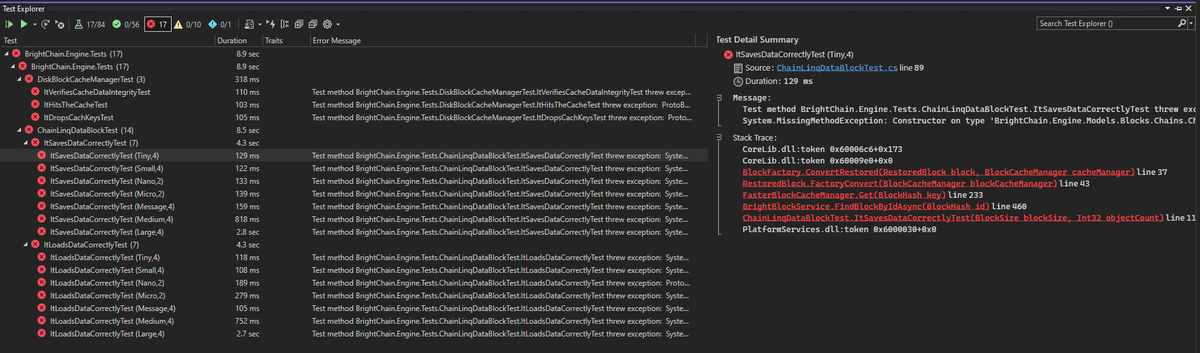 Test Explorer
17/84 0/56 17 0/10 0/1
Search Test Explorer ()
Test Duration Traits Error Message
BrightChain.Engine.Tests (17) 8.9 sec
BrightChain.Engine.Tests (17) 8.9 sec
DiskBlockCacheManagerTest (3) 318 ms
ItVerifiesCacheDataIntegrityTest 110 ms Test method BrightChain.Engine.Tests.DiskBlockCacheManagerTest.ItVerifiesCacheDataIntegrityTest threw excep...
ItHitsTheCacheTest 103 ms Test method BrightChain.Engine.Tests.DiskBlockCacheManagerTest.ItHitsTheCacheTest threw exception: ProtoB...
ItDropsCachKeysTest 105 ms Test method BrightChain.Engine.Tests.DiskBlockCacheManagerTest.ItDropsCachKeysTest threw exception: Proto...
ChainLinqDataBlockTest (14) 8.5 sec
ItSavesDataCorrectlyTest (7) 4.3 sec
ItSavesDataCorrectlyTest (Tiny,4) 129 ms Test method BrightChain.Engine.Tests.ChainLinqDataBlockTest.ItSavesDataCorrectlyTest threw exception: Syste...
ItSavesDataCorrectlyTest (Small,4) 122 ms Test method BrightChain.Engine.Tests.ChainLinqDataBlockTest.ItSavesDataCorrectlyTest threw exception: Syste...
ItSavesDataCorrectlyTest (Nano,2) 133 ms Test method BrightChain.Engine.Tests.ChainLinqDataBlockTest.ItSavesDataCorrectlyTest threw exception: Syste...
ItSavesDataCorrectlyTest (Micro,2) 139 ms Test method BrightChain.Engine.Tests.ChainLinqDataBlockTest.ItSavesDataCorrectlyTest threw exception: Syste...
ItSavesDataCorrectlyTest (Message,4) 159 ms Test method BrightChain.Engine.Tests.ChainLinqDataBlockTest.ItSavesDataCorrectlyTest threw exception: Syste...
ItSavesDataCorrectlyTest (Medium,4) 818 ms Test method BrightChain.Engine.Tests.ChainLinqDataBlockTest.ItSavesDataCorrectlyTest threw exception: Syste...
ItSavesDataCorrectlyTest (Large,4) 2.8 sec Test method BrightChain.Engine.Tests.ChainLinqDataBlockTest.ItSavesDataCorrectlyTest threw exception: Syste...
ItLoadsDataCorrectlyTest (7) 4.3 sec
ItLoadsDataCorrectlyTest (Tiny,4) 118 ms Test method BrightChain.Engine.Tests.ChainLinqDataBlockTest.ItLoadsDataCorrectlyTest threw exception: Syste...
ItLoadsDataCorrectlyTest (Small,4) 108 ms Test method BrightChain.Engine.Tests.ChainLinqDataBlockTest.ItLoadsDataCorrectlyTest threw exception: Syste...
ItLoadsDataCorrectlyTest (Nano,2) 189 ms Test method BrightChain.Engine.Tests.ChainLinqDataBlockTest.ItLoadsDataCorrectlyTest threw exception: Proto...
ItLoadsDataCorrectlyTest (Micro,2) 279 ms Test method BrightChain.Engine.Tests.ChainLinqDataBlockTest.ItLoadsDataCorrectlyTest threw exception: Syste...
ItLoadsDataCorrectlyTest (Message,4) 105 ms Test method BrightChain.Engine.Tests.ChainLinqDataBlockTest.ItLoadsDataCorrectlyTest threw exception: Syste...
ItLoadsDataCorrectlyTest (Medium,4) 752 ms Test method BrightChain.Engine.Tests.ChainLinqDataBlockTest.ItLoadsDataCorrectlyTest threw exception: Syste...
ItLoadsDataCorrectlyTest (Large,4) 2.7 sec Test method BrightChain.Engine.Tests.ChainLinqDataBlockTest.ItLoadsDataCorrectlyTest threw exception: Syste...
Test Detail Summary
ItSavesDataCorrectlyTest (Tiny,4)
Source: ChainLinqDataBlockTest.cs line 89
Duration: 129 ms
Message:
Test method BrightChain.Engine.Tests.ChainLinqDataBlockTest.ItSavesDataCorrectlyTest threw exc
System.MissingMethodException: Constructor on type 'BrightChain.Engine.Models.Blocks.Chains.Ch
Stack Trace:
CoreLib.dll:token 0x60006c6+0x173
CoreLib.dll:token 0x60009e0+0x0
BlockFactory.ConvertRestored(RestoredBlock block, BlockCacheManager cacheManager) line 37
RestoredBlock.FactoryConvert(BlockCacheManager blockCacheManager) line 43
FasterBlockCacheManager.Get(BlockHash key) line 233
BrightBlockService.FindBlockByIdAsync(BlockHash id) line 460
ChainLinqDataBlockTest.ItSavesDataCorrectlyTest(BlockSize blockSize, Int32 objectCount) line 11
PlatformServices.dll:token 0x6000030+0x0